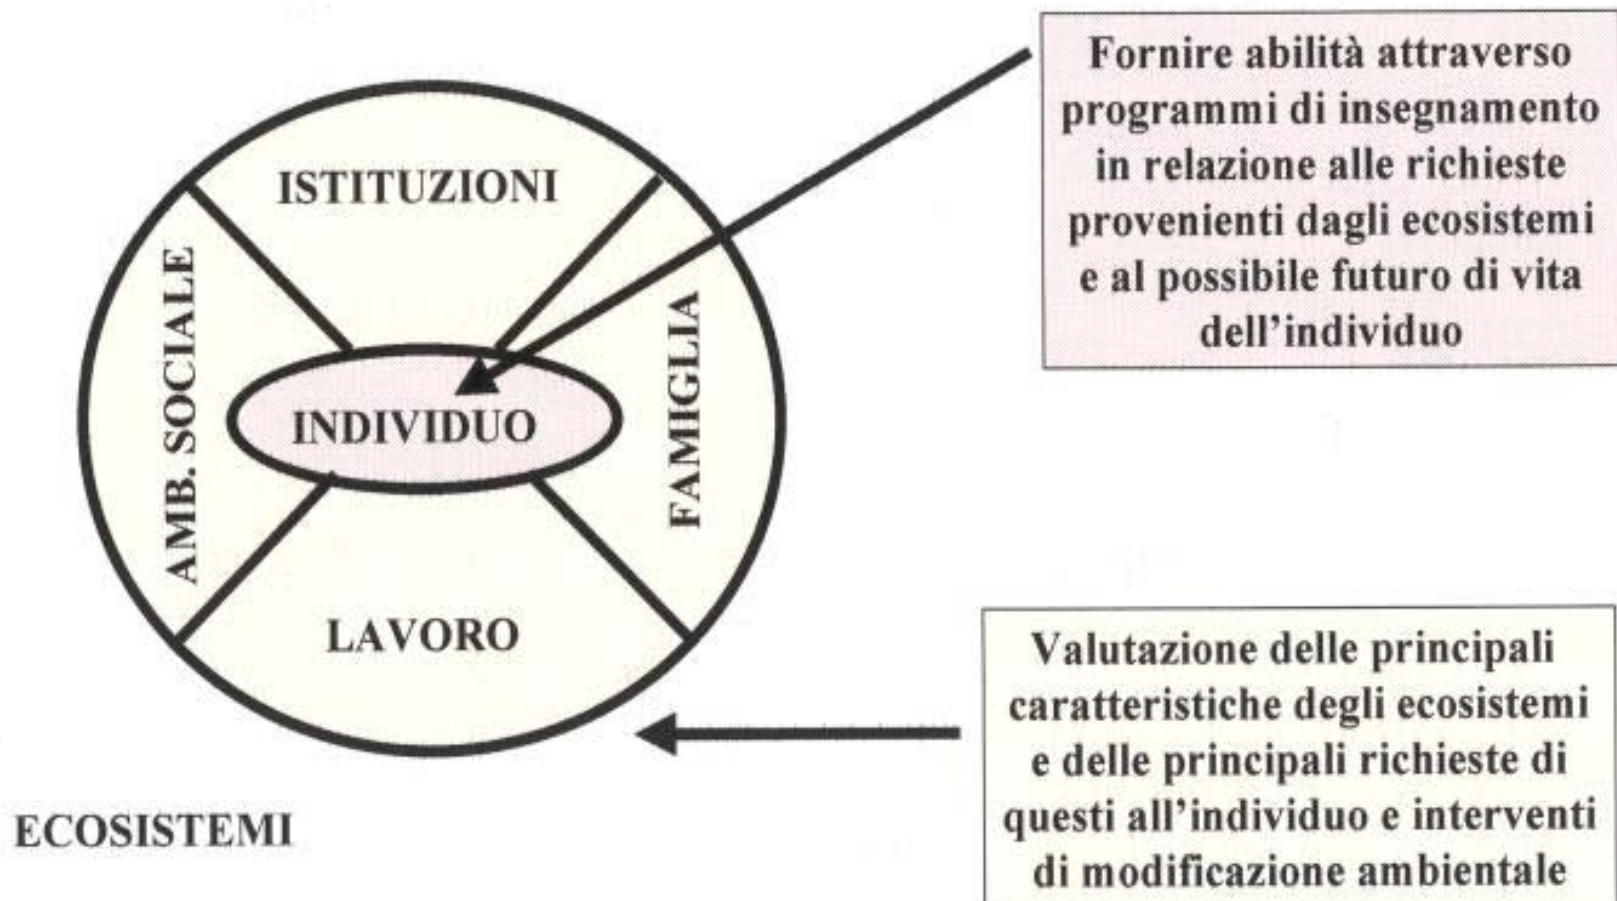 ISTITUZIONI
AMB. SOCIALE
INDIVIDUO
FAMIGLIA
LAVORO
ECOSISTEMI
Fornire abilità attraverso
programmi di insegnamento
in relazione alle richieste
provenienti dagli ecosistemi
e al possibile futuro di vita
dell’individuo
Valutazione delle principali
caratteristiche degli ecosistemi
e delle principali richieste di
questi all’individuo e interventi
di modificazione ambientale